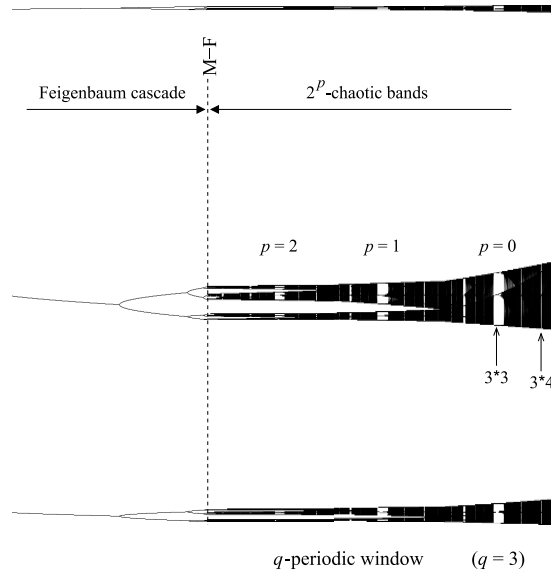 M–F
Feigenbaum cascade
2^p-chaotic bands
p = 2
p = 1
p = 0
3*3
3*4
q-periodic window (q = 3)